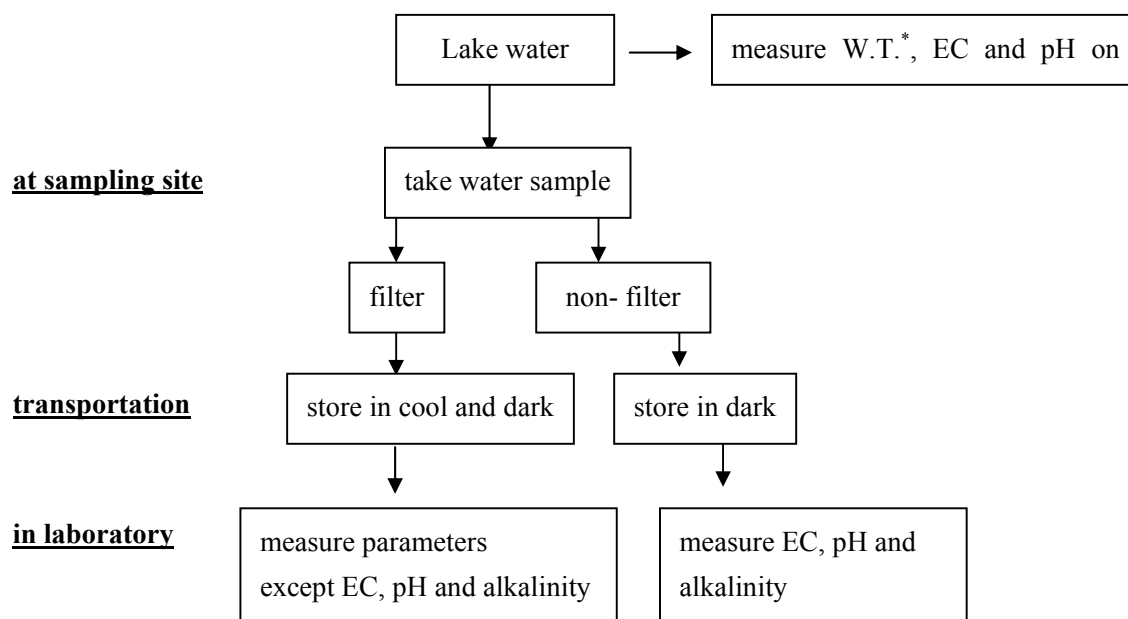 Lake water
measure W.T.*, EC and pH on
at sampling site
take water sample
filter
non- filter
transportation
store in cool and dark
store in dark
in laboratory
measure parameters
except EC, pH and alkalinity
measure EC, pH and
alkalinity